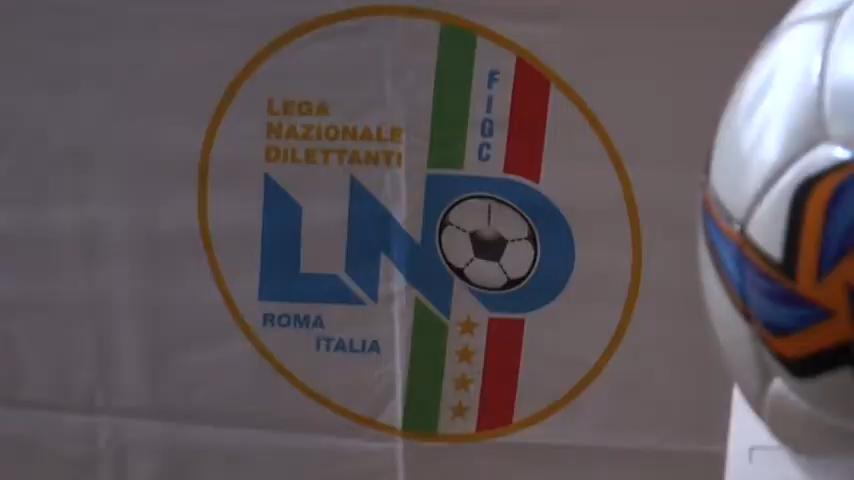 LEGA
NAZIONALE
DILETTANTI
FIGC
LND
ROMA
ITALIA